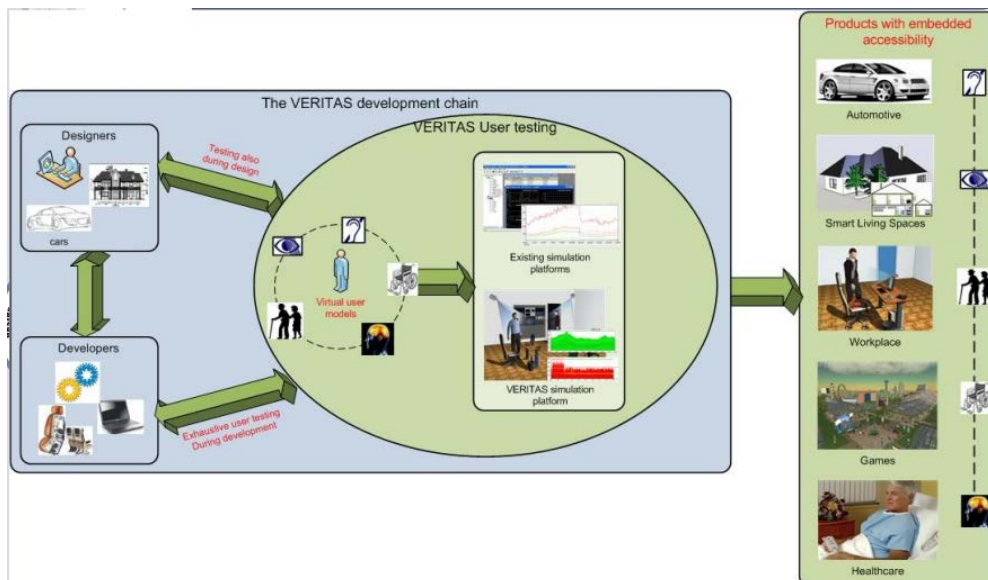 The VERITAS development chain
Designers
cars
Developers
Testing also
during design
Exhaustive user testing
During development
VERITAS User testing
Virtual user
models
Existing simulation
platforms
VERITAS simulation
platform
Products with embedded
accessibility
Automotive
Smart Living Spaces
Workplace
Games
Healthcare